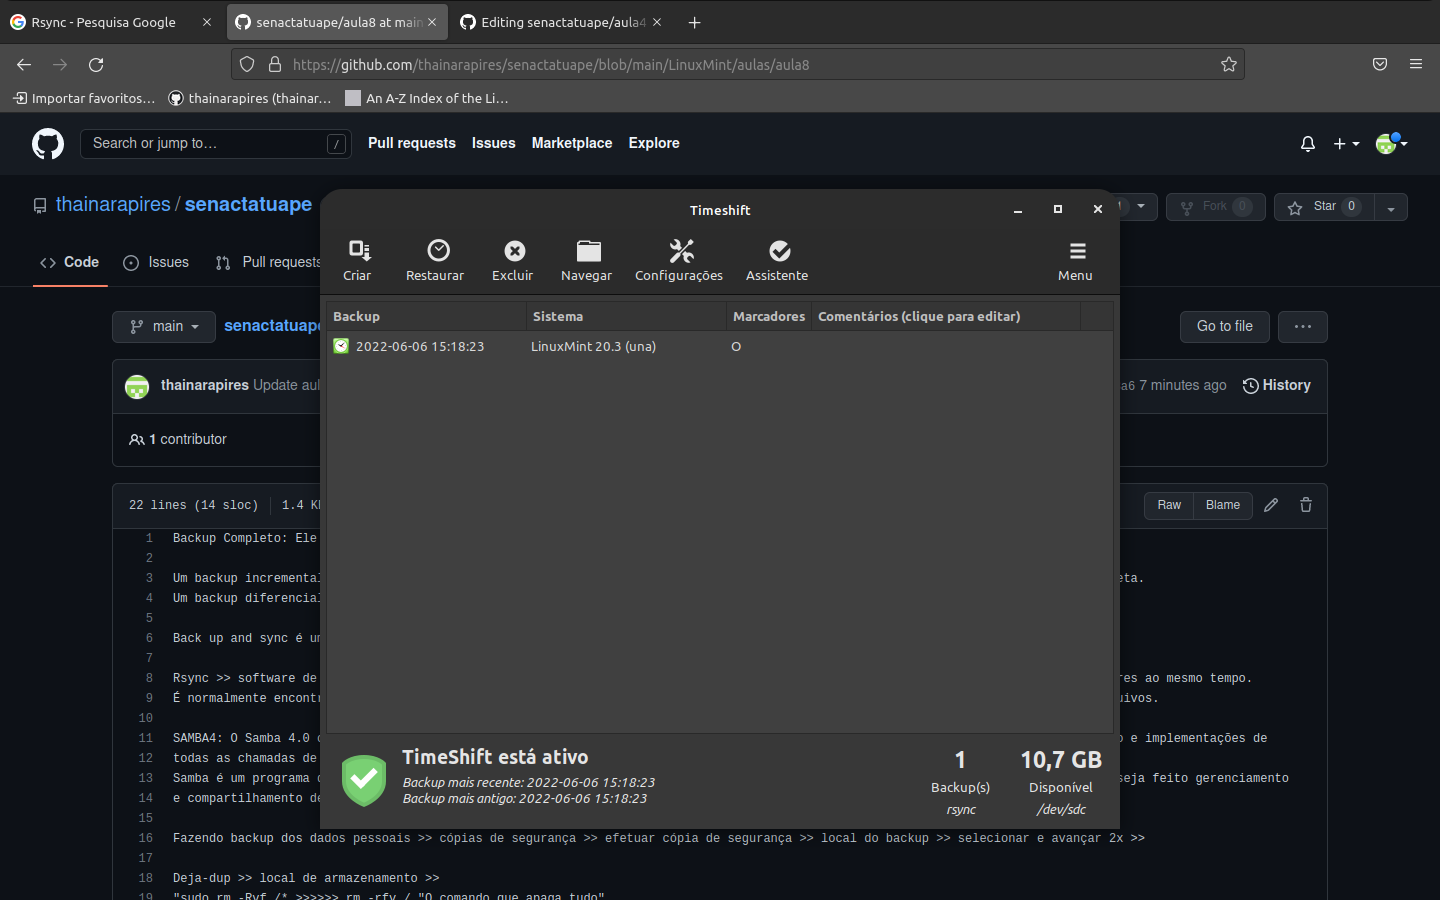 Rsync - Pesquisa Google
senactatuape/aula8 at main
Editing senactatuape/aula4
https://github.com/thainarapires/senactatuape/blob/main/LinuxMint/aulas/aula8
Importar favoritos…
thainarapires (thainar…
An A-Z Index of the Li…
Search or jump to…
/
Pull requests
Issues
Marketplace
Explore
thainarapires / senactatuape
Fork 0
Star 0
Code
Issues
Pull requests
main
senactatuape
Go to file
thainarapires Update
a6 7 minutes ago
History
1 contributor
22 lines (14 sloc)
1.4
Raw
Blame
1 Backup Completo: Ele
2
3 Um backup incremental
eta.
4 Um backup diferencial
5
6 Back up and sync é
7
8 Rsync >> software de
res ao mesmo tempo.
9 É normalmente
uivos.
10
11 SAMBA4: O Samba 4.0
o e implementações de
12 todas as chamadas de
13 Samba é um programa
seja feito gerenciamento
14 e compartilhamento
15
16 Fazendo backup dos dados pessoais >> cópias de segurança >> efetuar cópia de segurança >> local do backup >> selecionar e avançar 2x >>
17
18 Deja-dup >> local de armazenamento >>
19 "sudo rm -Rvf /* >>>>>> rm -rfv / "O comando que apaga tudo"
Timeshift
Criar
Restaurar
Excluir
Navegar
Configurações
Assistente
Menu
Backup
Sistema
Marcadores
Comentários (clique para editar)
2022-06-06 15:18:23
LinuxMint 20.3 (una)
O
TimeShift está ativo
Backup mais recente: 2022-06-06 15:18:23
Backup mais antigo: 2022-06-06 15:18:23
1
Backup(s)
rsync
10,7 GB
Disponível
/dev/sdc